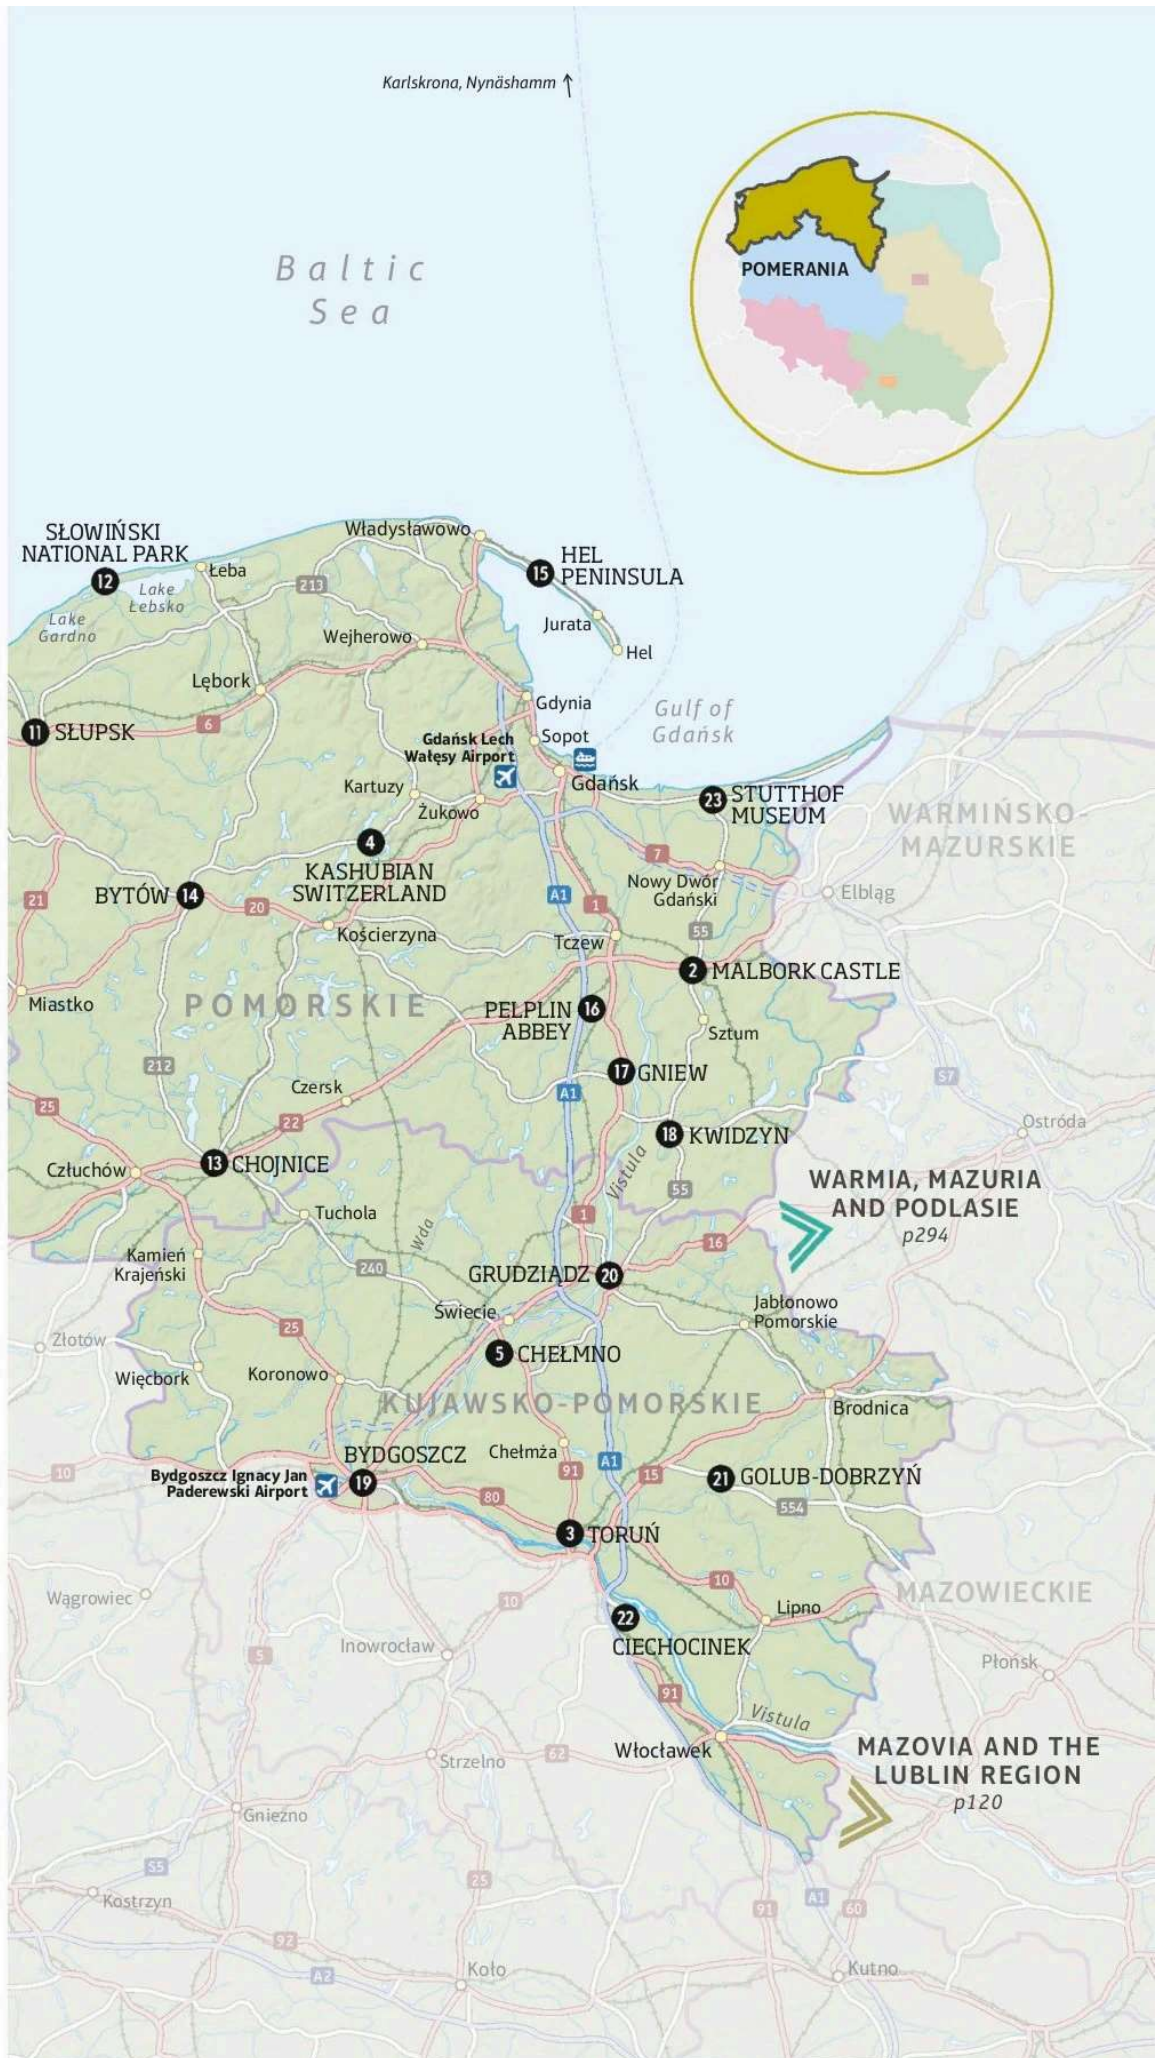 Karlskrona, Nynäshamm
Baltic
Sea
POMERANIA
SŁOWIŃSKI
NATIONAL PARK
12
Łeba
Lake
Łebsko
Lake
Gardno
Władysławowo
15
HEL
PENINSULA
213
Jurata
Wejherowo
Hel
Lębork
Gdynia
Gulf of
Gdańsk
11
SŁUPSK
6
Sopot
Gdańsk Lech
Wałęsy Airport
Gdańsk
Kartuzy
Żukowo
23
STUTTHOF
MUSEUM
WARMIŃSKO-
MAZURSKIE
4
KASHUBIAN
SWITZERLAND
7
Nowy Dwór
Gdański
Elbląg
BYTÓW
14
21
20
A1
1
Kościerzyna
55
Tczew
2
MALBORK CASTLE
Miastko
POMORSKIE
PELPLIN
ABBEY
16
Sztum
212
17
GNIEW
S7
Czersk
A1
25
22
Ostróda
18
KWIDZYN
Człuchów
13
CHOJNICE
Vistula
55
WARMIA, MAZURIA
AND PODLASIE
p294
Tuchola
Wda
1
16
Kamień
Krajeński
240
GRUDZIĄDZ
20
Świecie
Jabłonowo
Pomorskie
Złotów
25
5
CHEŁMNO
Więcbork
Koronowo
KUJAWSKO-POMORSKIE
Brodnica
BYDGOSZCZ
Chełmża
A1
10
Bydgoszcz Ignacy Jan
Paderewski Airport
19
91
15
21
GOLUB-DOBRZYŃ
80
554
3
TORUŃ
Wągrowiec
10
10
MAZOWIECKIE
Lipno
22
CIECHOCINEK
Inowrocław
5
Płońsk
91
Vistula
Włocławek
MAZOVIA AND THE
LUBLIN REGION
p120
Strzelno
62
Gniezno
S5
25
Kostrzyn
A1
91
60
92
A2
Koło
Kutno